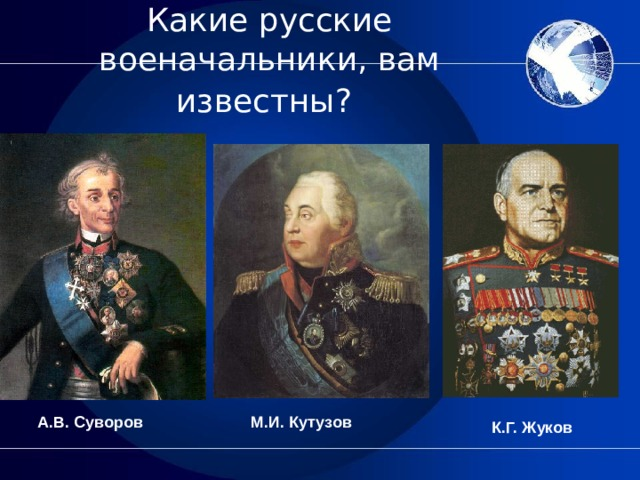 Какие русские
военачальники, вам
известны?
А.В. Суворов
М.И. Кутузов
К.Г. Жуков